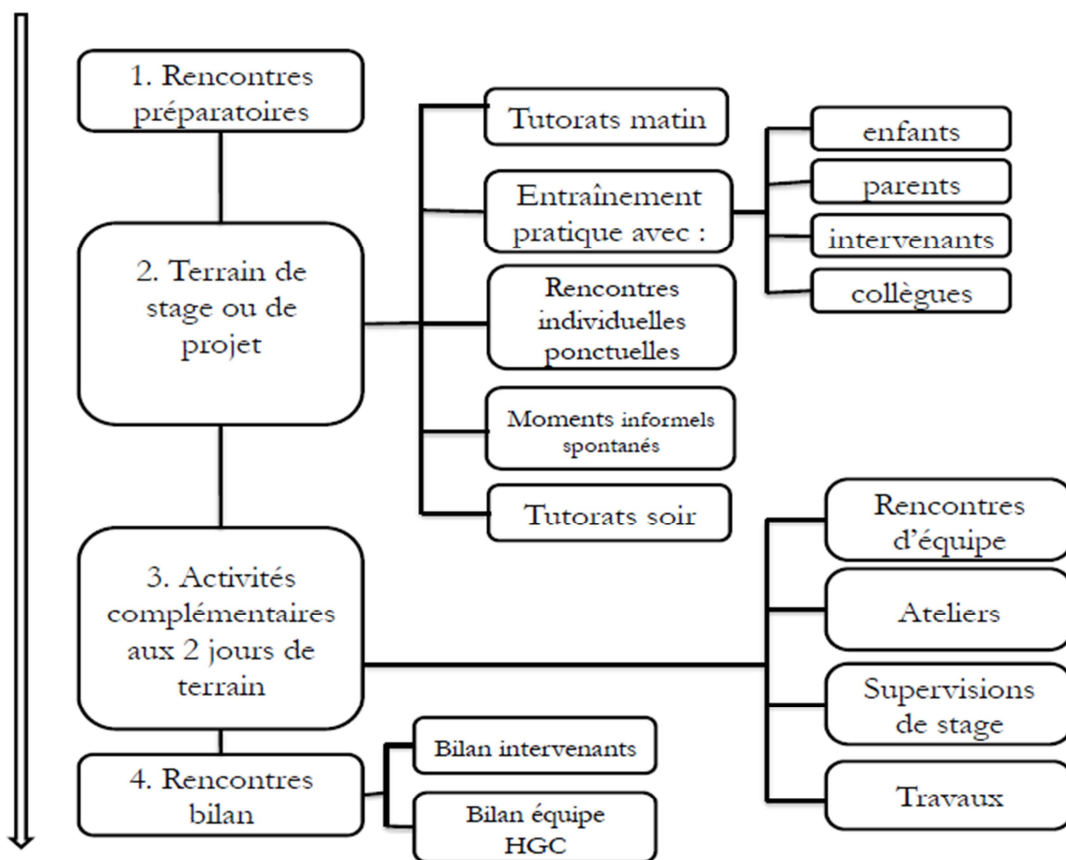 1. Rencontres
préparatoires
2. Terrain de
stage ou de
projet
Tutorats matin
Entraînement
pratique avec :
enfants
parents
intervenants
collègues
Rencontres
individuelles
ponctuelles
Moments informels
spontanés
Tutorats soir
3. Activités
complémentaires
aux 2 jours de
terrain
Rencontres
d'équipe
Ateliers
Supervisions
de stage
Travaux
4. Rencontres
bilan
Bilan intervenants
Bilan équipe
HGC